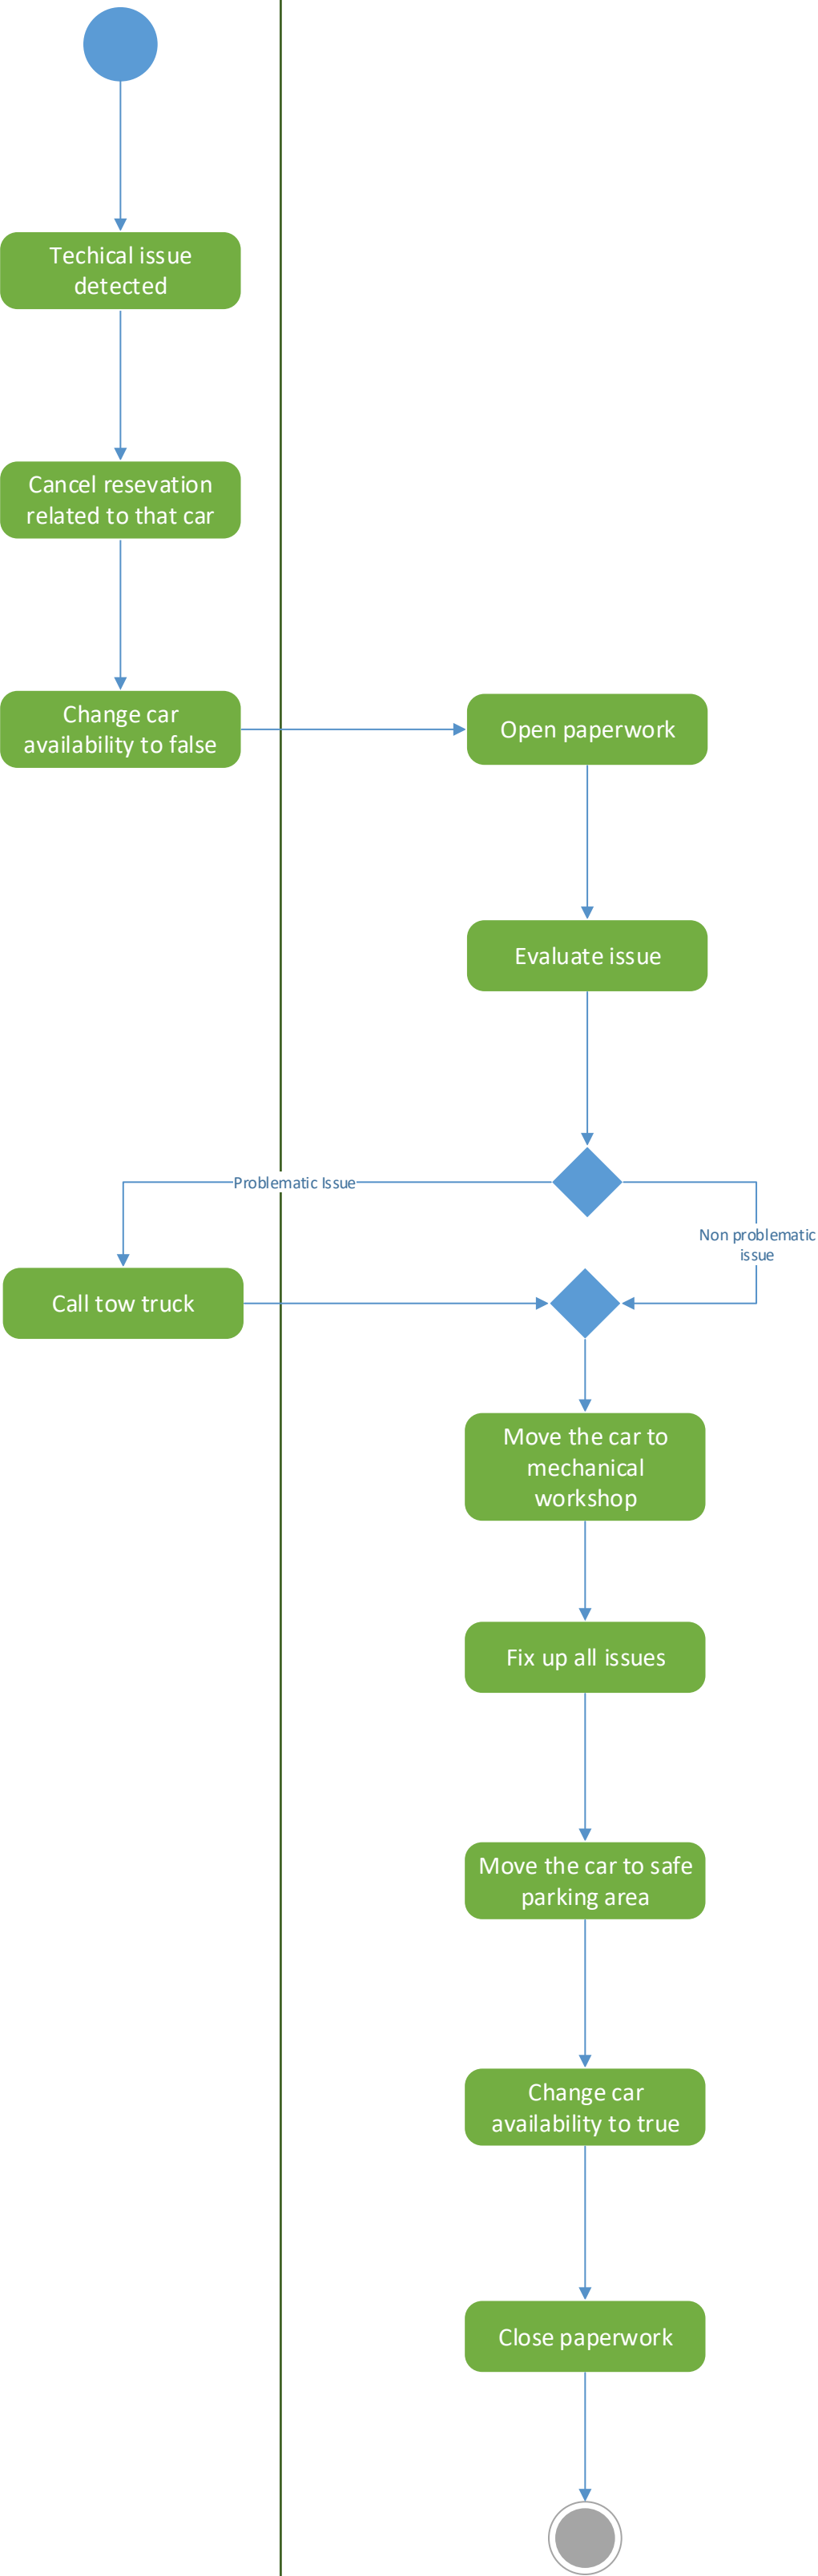 Techical issue
detected
Cancel resevation
related to that car
Change car
availability to false
Open paperwork
Evaluate issue
Problematic Issue
Non problematic
issue
Call tow truck
Move the car to
mechanical
workshop
Fix up all issues
Move the car to safe
parking area
Change car
availability to true
Close paperwork